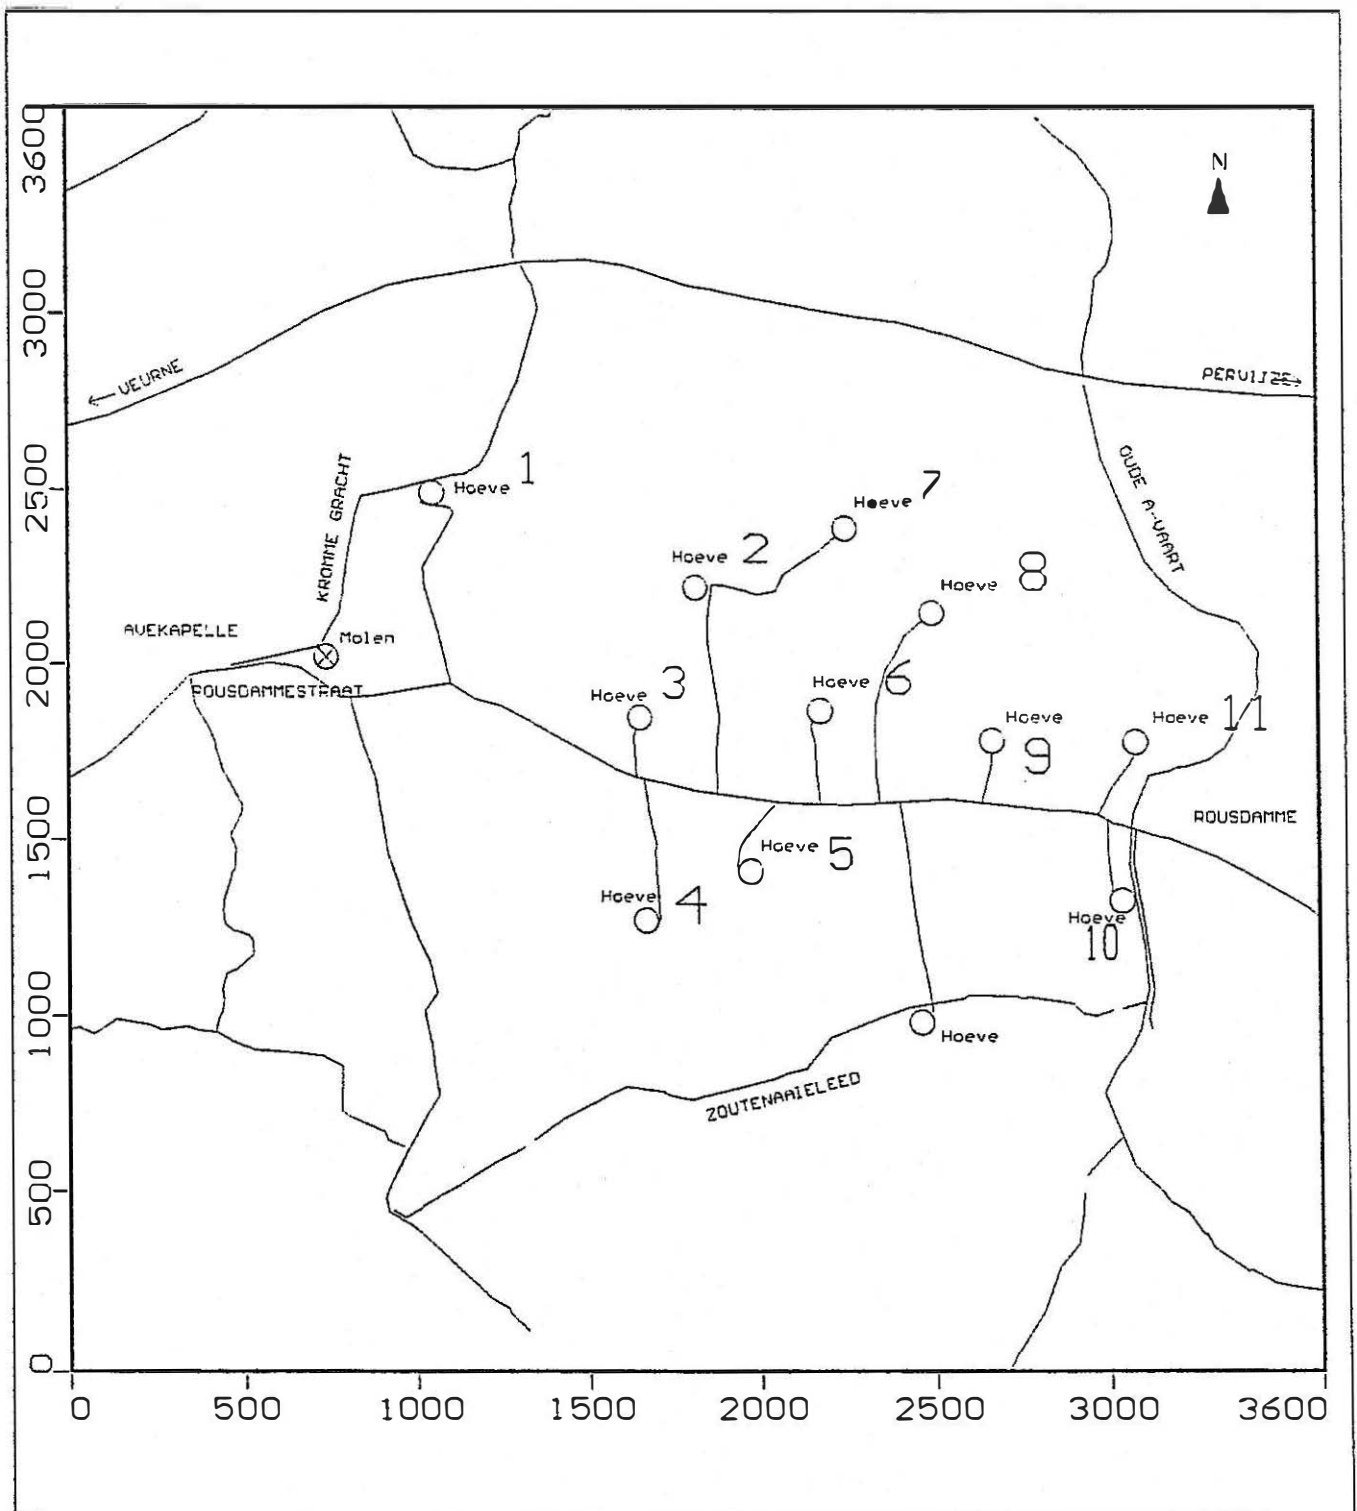 3600
N
3000
← VEURNE
PERVIJZE →
2500
KROMME GRACHT
Hoeve 1
OUDE A-VAART
Hoeve 7
Hoeve 2
Hoeve 8
AVEKAPELLE
Molen
2000
ROUSDAMMESTRAAT
Hoeve 3
Hoeve 6
Hoeve 9
Hoeve 11
1500
ROUSDAMME
Hoeve 5
Hoeve 4
Hoeve 10
1000
Hoeve
ZOUTENAAIELEED
500
0
0 500 1000 1500 2000 2500 3000 3600